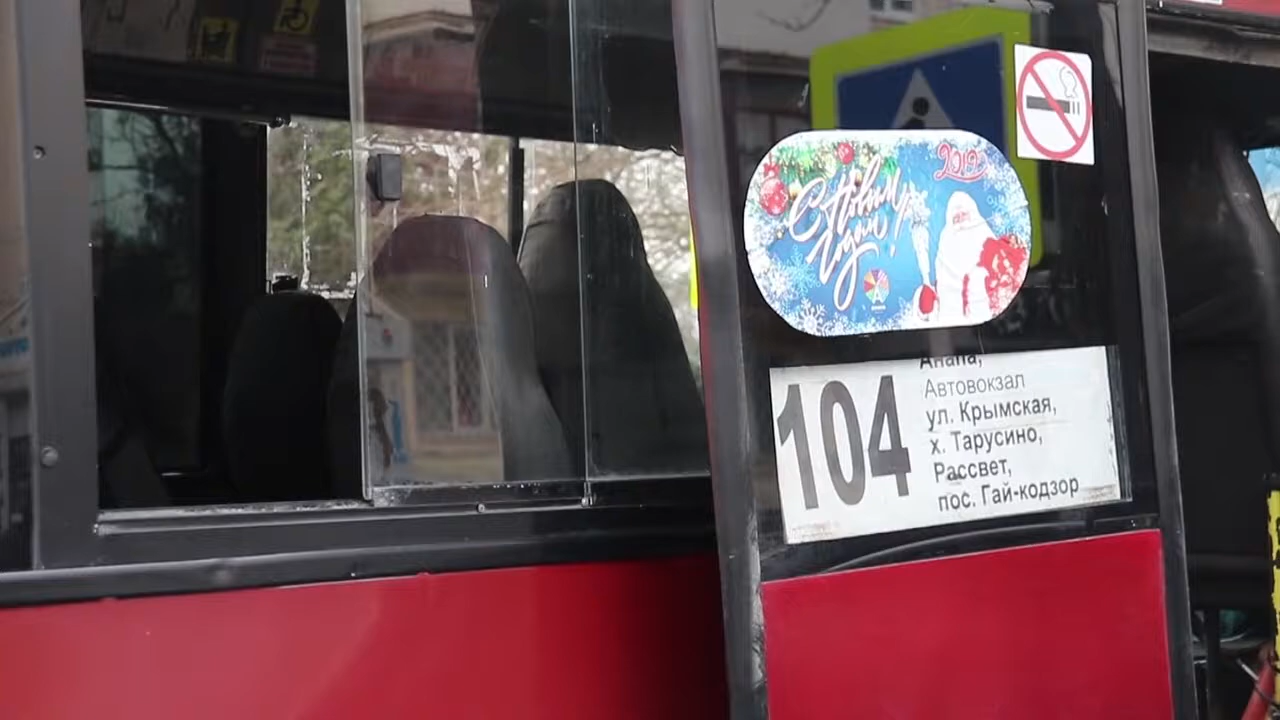 2019
С Новым
Годом!
104
Анапа,
Автовокзал
ул. Крымская,
х. Тарусино,
Рассвет,
пос. Гай-кодзор